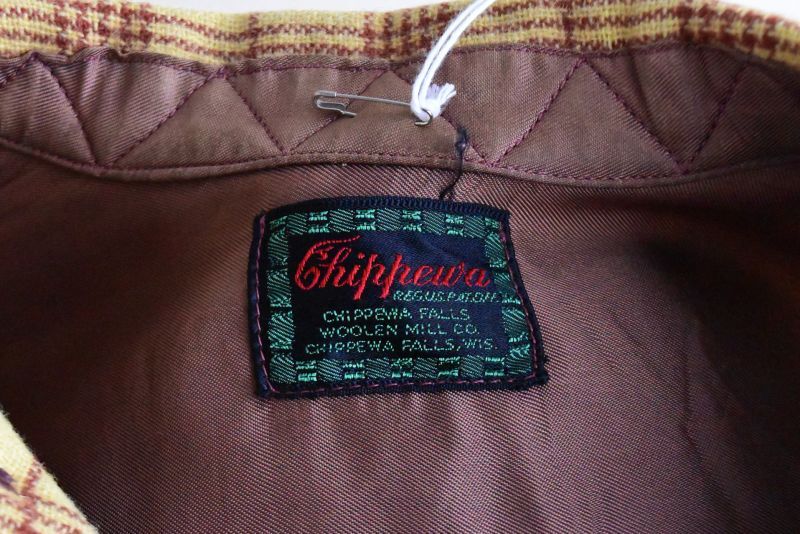 Chippewa
REG.U.S.PAT.OFF.
CHIPPEWA FALLS
WOOLEN MILL CO.
CHIPPEWA FALLS, WIS.